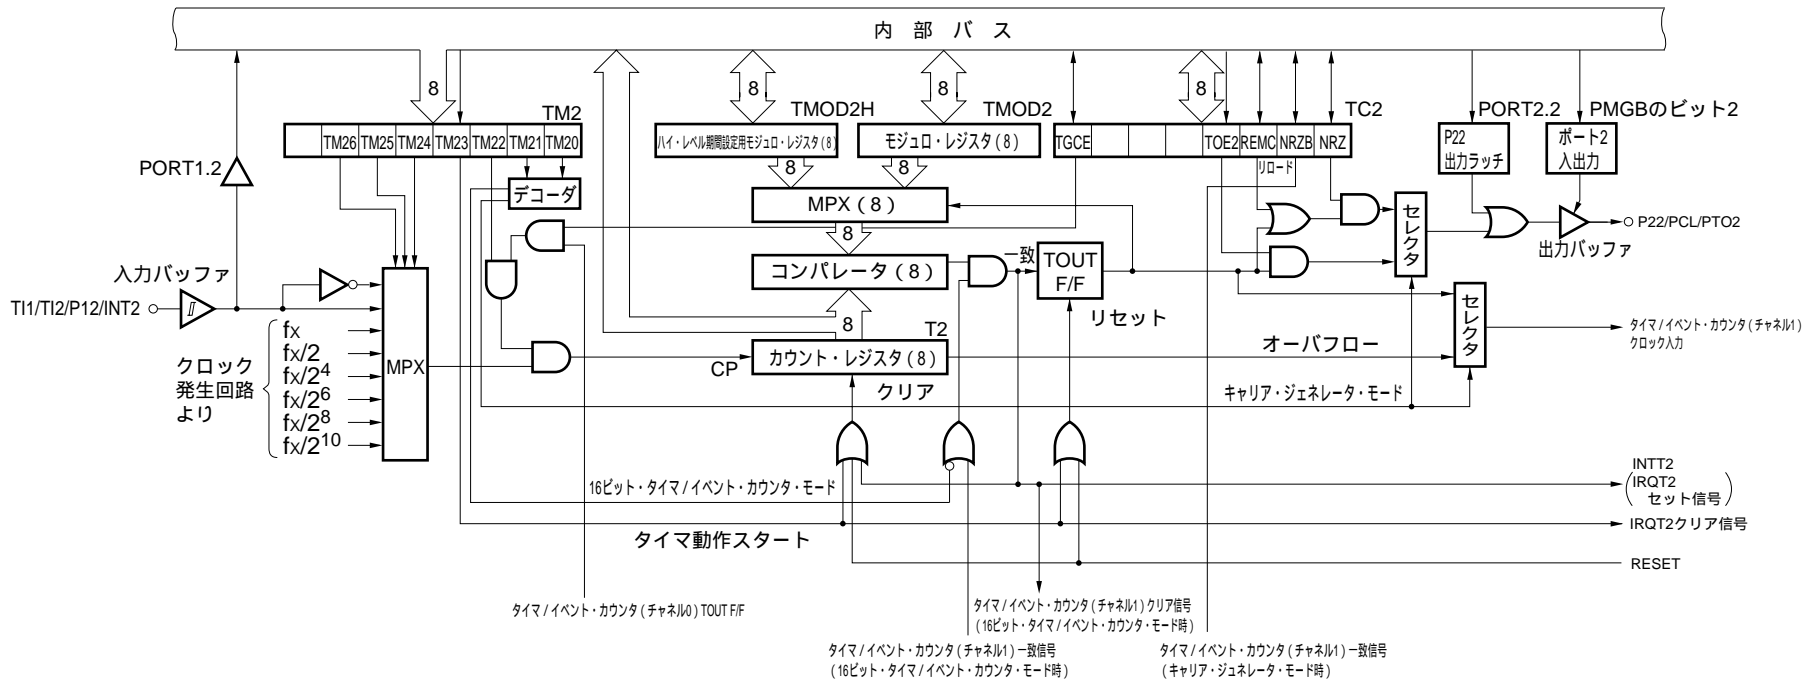 内部バス
8
8
8
8
TM2
TMOD2H
TMOD2
TC2
PORT2.2
PMGBのビット2
TM26 TM25 TM24 TM23 TM22 TM21 TM20
ハイ・レベル期間設定用モジュロ・レジスタ(8)
モジュロ・レジスタ(8)
TGCE TOE2 REMC NRZB NRZ
P22
出力ラッチ
ポート2
入出力
PORT1.2
デコーダ
8
8
リロード
MPX(8)
8
セレクタ
P22/PCL/PTO2
出力バッファ
入力バッファ
TI1/TI2/P12/INT2
コンパレータ(8)
一致
TOUT
F/F
リセット
8
T2
カウント・レジスタ(8)
CP
クリア
オーバフロー
セレクタ
タイマ/イベント・カウンタ(チャネル1)
クロック入力
クロック
発生回路
より
fX
fX/2
fX/2⁴
fX/2⁶
fX/2⁸
fX/2¹⁰
MPX
キャリア・ジェネレータ・モード
16ビット・タイマ/イベント・カウンタ・モード
INTT2
IRQT2
セット信号
タイマ動作スタート
IRQT2クリア信号
RESET
タイマ/イベント・カウンタ(チャネル0)TOUT F/F
タイマ/イベント・カウンタ(チャネル1)クリア信号
(16ビット・タイマ/イベント・カウンタ・モード時)
タイマ/イベント・カウンタ(チャネル1)一致信号
(16ビット・タイマ/イベント・カウンタ・モード時)
タイマ/イベント・カウンタ(チャネル1)一致信号
(キャリア・ジェネレータ・モード時)